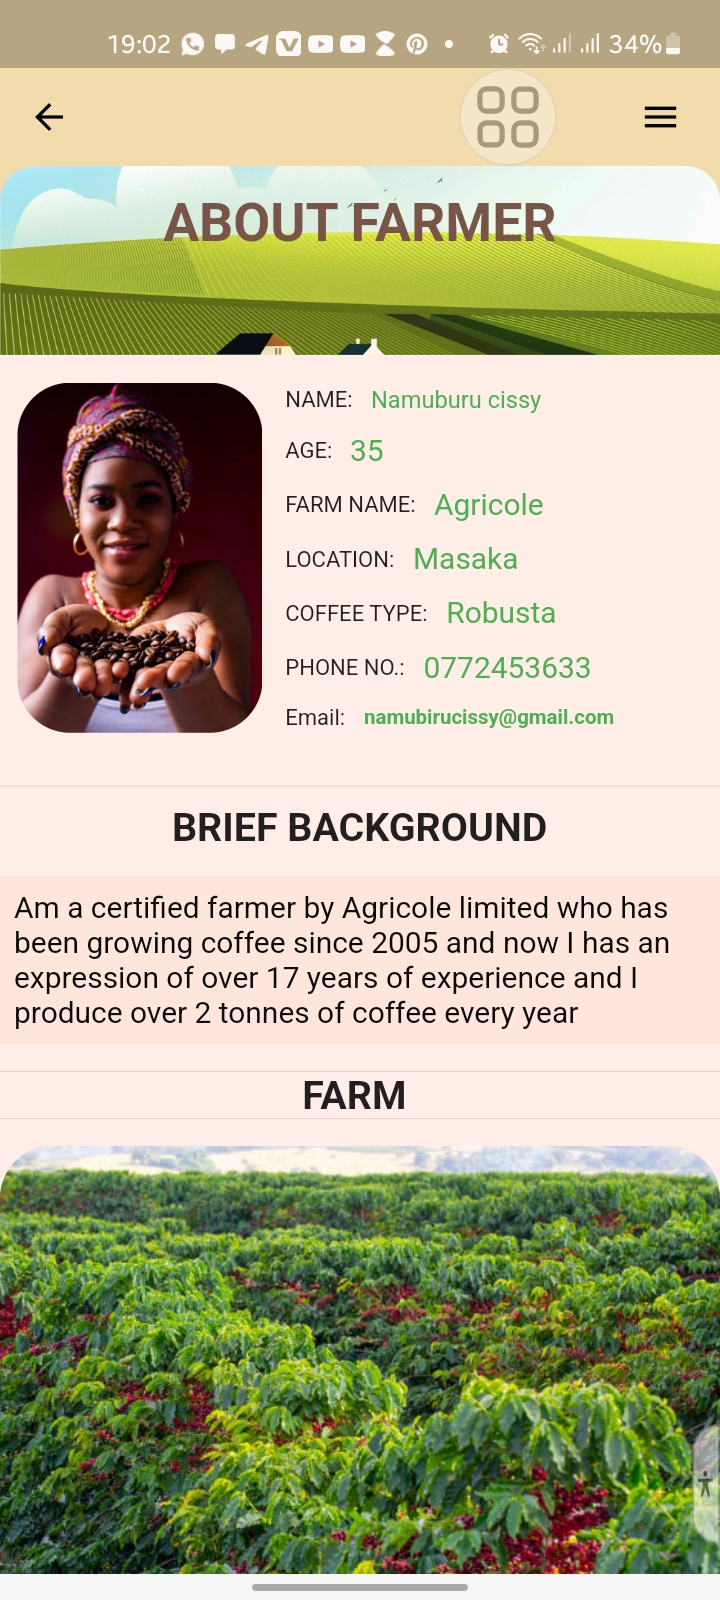 19:02 34%
ABOUT FARMER
NAME: Namuburu cissy
AGE: 35
FARM NAME: Agricole
LOCATION: Masaka
COFFEE TYPE: Robusta
PHONE NO.: 0772453633
Email: namubirucissy@gmail.com
BRIEF BACKGROUND
Am a certified farmer by Agricole limited who has
been growing coffee since 2005 and now I has an
expression of over 17 years of experience and I
produce over 2 tonnes of coffee every year
FARM